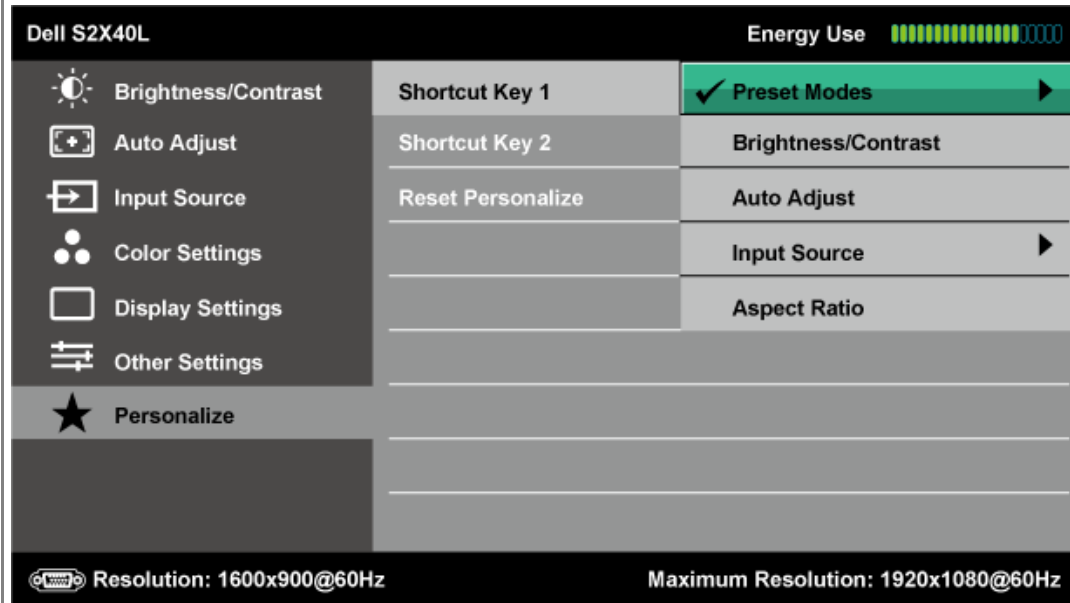 Dell S2X40L
Energy Use
Brightness/Contrast
Auto Adjust
Input Source
Color Settings
Display Settings
Other Settings
Personalize
Shortcut Key 1
Shortcut Key 2
Reset Personalize
Preset Modes
Brightness/Contrast
Auto Adjust
Input Source
Aspect Ratio
Resolution: 1600x900@60Hz
Maximum Resolution: 1920x1080@60Hz